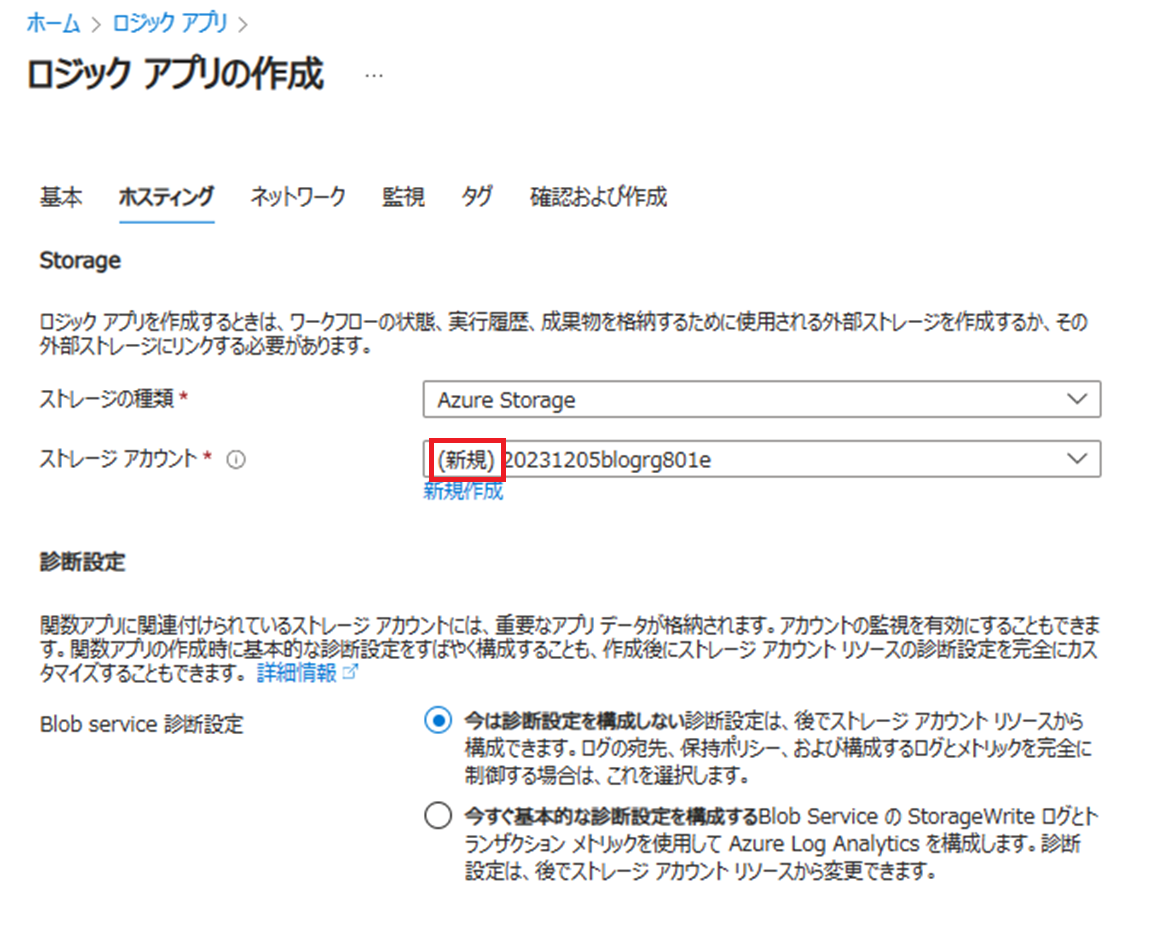 ホーム > ロジック アプリ >
ロジック アプリの作成 …
基本 ホスティング ネットワーク 監視 タグ 確認および作成
Storage
ロジック アプリを作成するときは、ワークフローの状態、実行履歴、成果物を格納するために使用される外部ストレージを作成するか、その
外部ストレージにリンクする必要があります。
ストレージの種類 * Azure Storage
ストレージ アカウント * (新規) 20231205blogrg801e
新規作成
診断設定
関数アプリに関連付けられているストレージ アカウントには、重要なアプリ データが格納されます。アカウントの監視を有効にすることもできま
す。関数アプリの作成時に基本的な診断設定をすばやく構成することも、作成後にストレージ アカウント リソースの診断設定を完全にカス
タマイズすることもできます。 詳細情報
Blob service 診断設定
今は診断設定を構成しない診断設定は、後でストレージ アカウント リソースから
構成できます。ログの宛先、保持ポリシー、および構成するログとメトリックを完全に
制御する場合は、これを選択します。
今すぐ基本的な診断設定を構成するBlob Service の StorageWrite ログとト
ランザクション メトリックを使用して Azure Log Analytics を構成します。診断
設定は、後でストレージ アカウント リソースから変更できます。